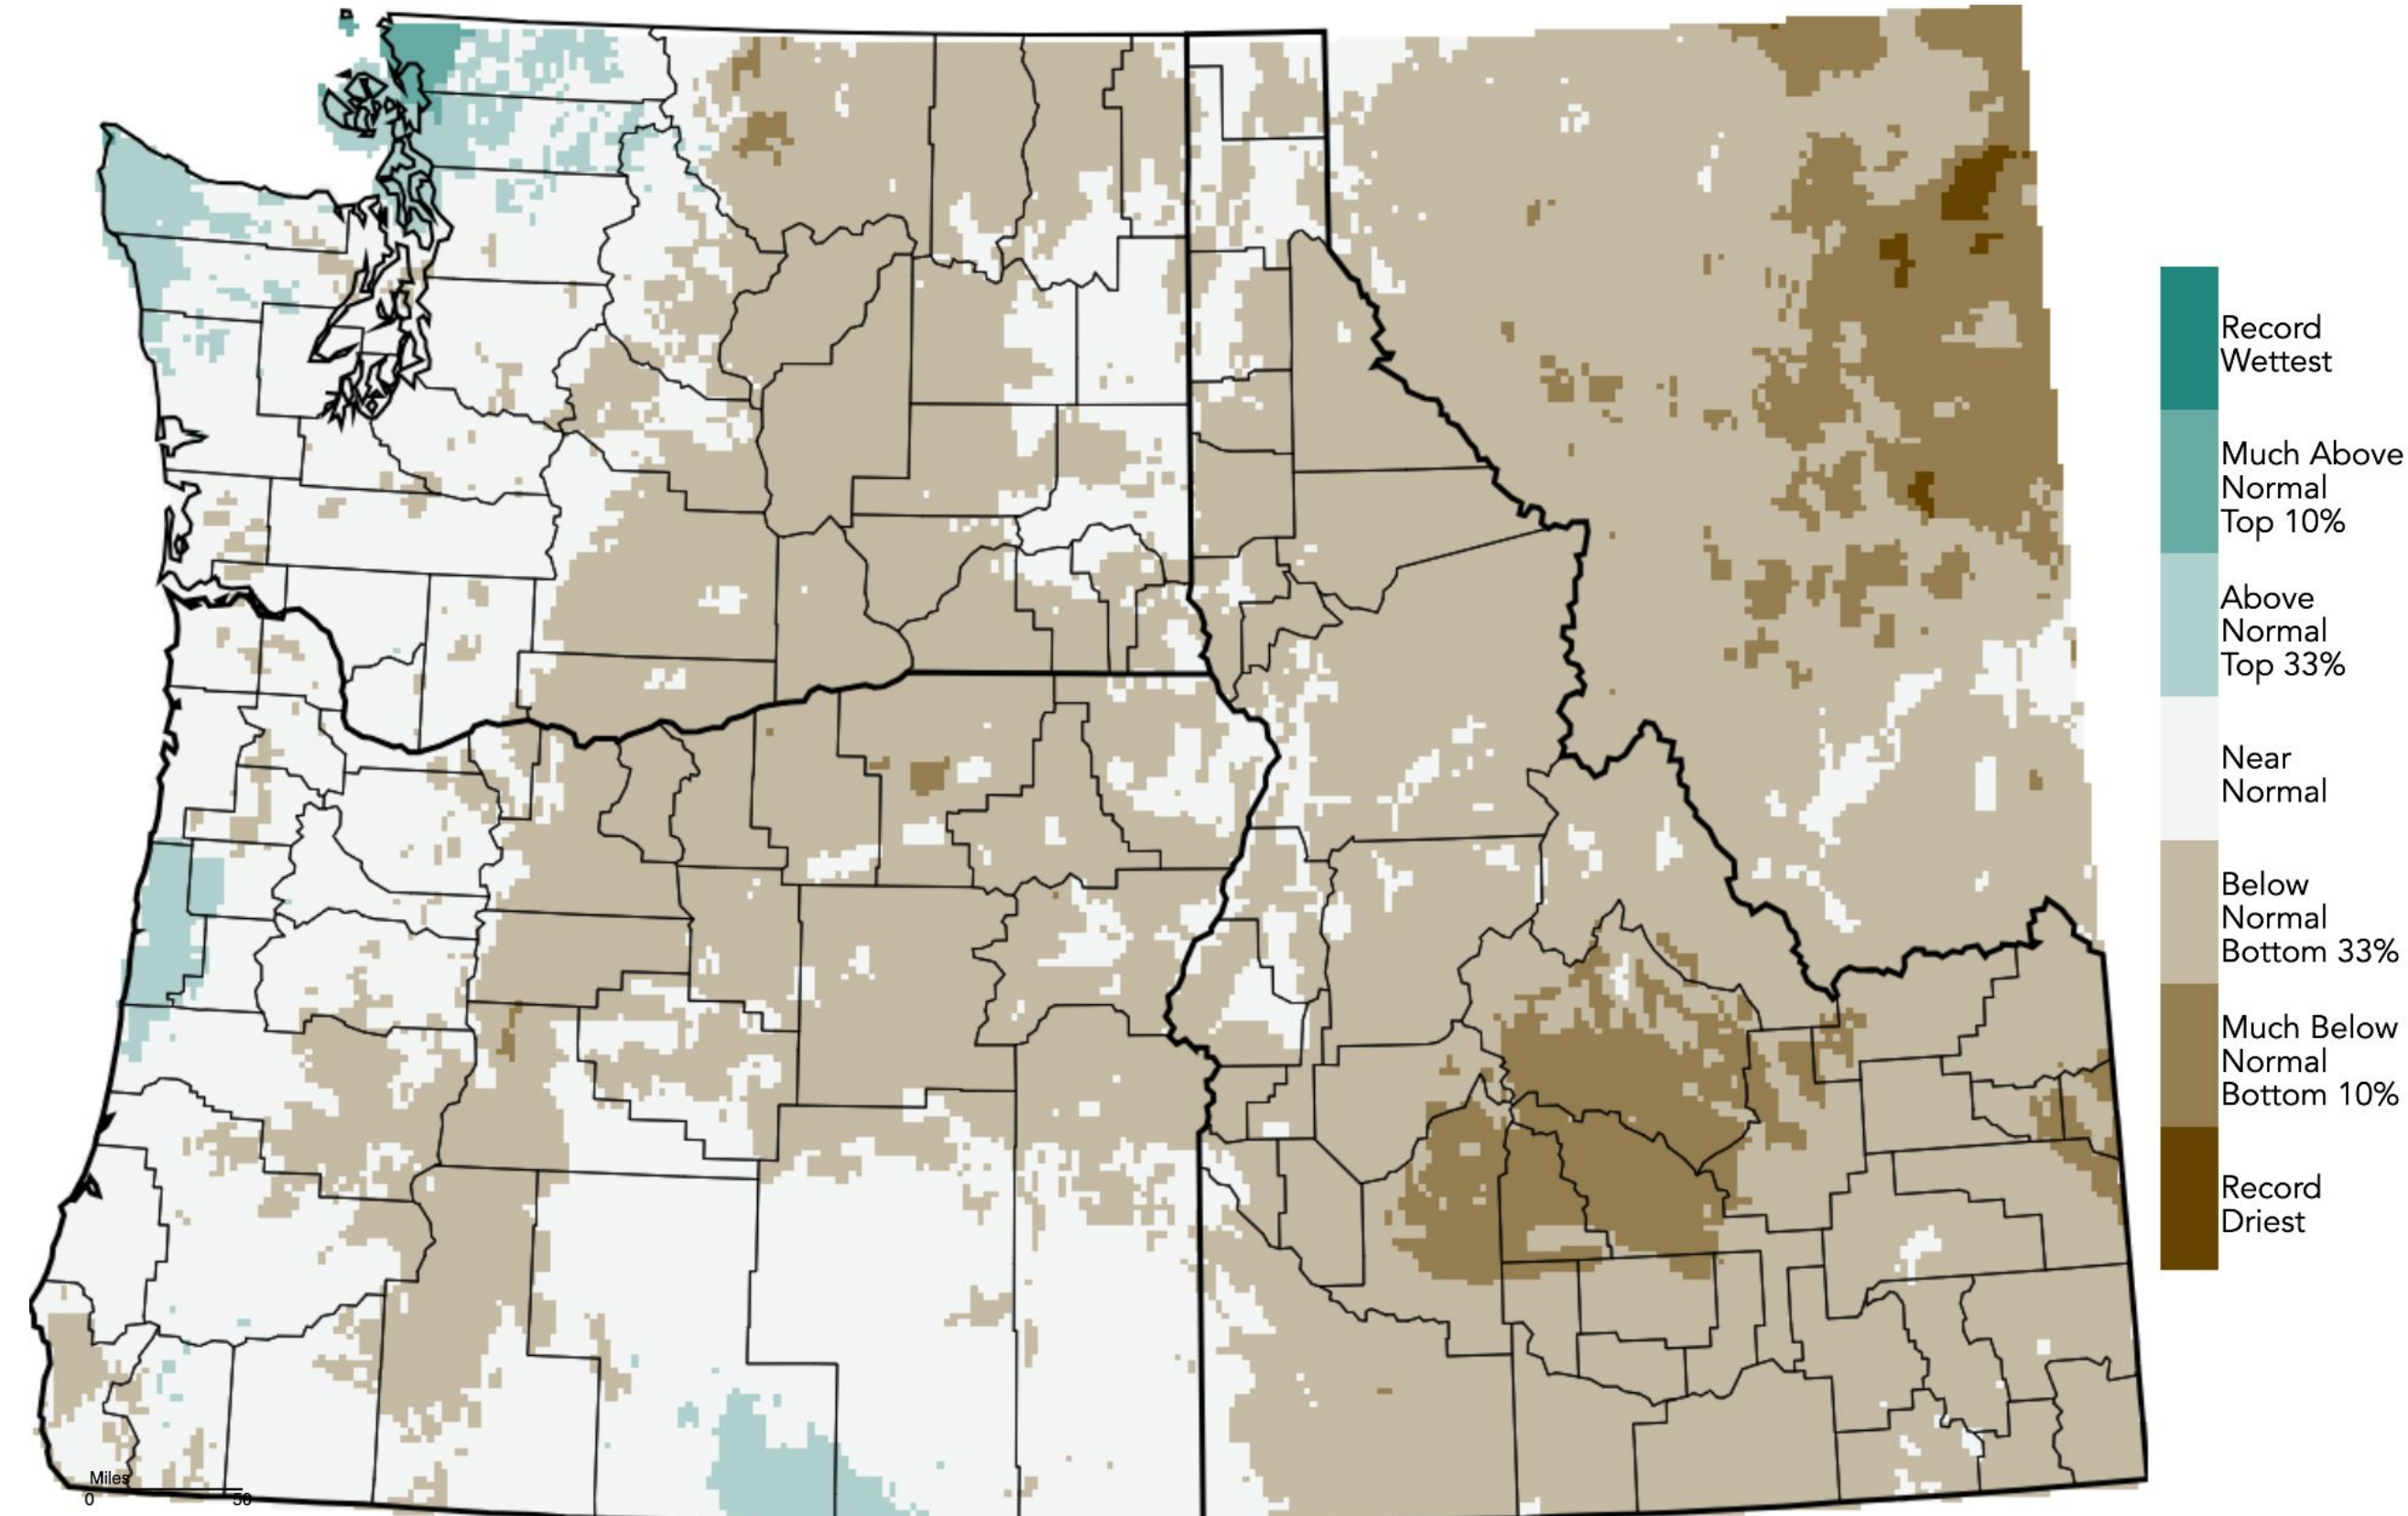 Record
Wettest
Much Above
Normal
Top 10%
Above
Normal
Top 33%
Near
Normal
Below
Normal
Bottom 33%
Much Below
Normal
Bottom 10%
Record
Driest
Miles
0 50